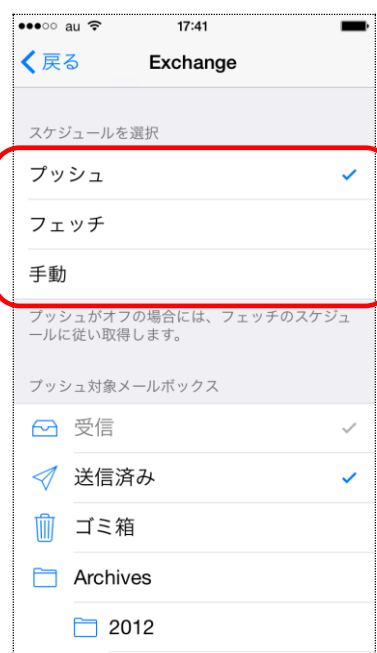 au 17:41
戻る Exchange
スケジュールを選択
プッシュ
フェッチ
手動
プッシュがオフの場合には、フェッチのスケジュ
ールに従い取得します。
プッシュ対象メールボックス
受信
送信済み
ゴミ箱
Archives
2012